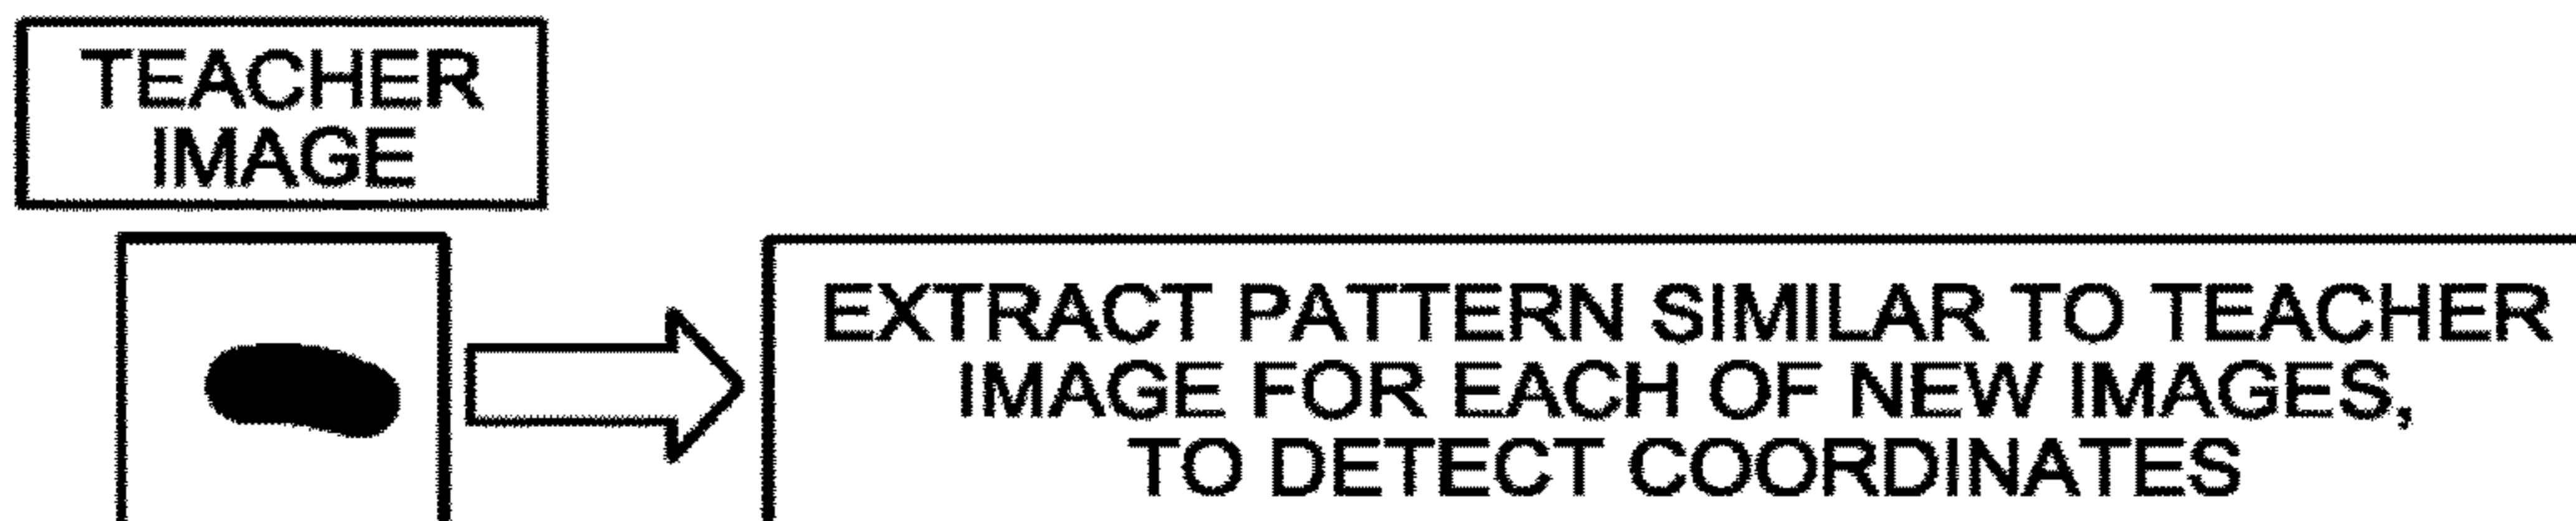 TEACHER
IMAGE
EXTRACT PATTERN SIMILAR TO TEACHER
IMAGE FOR EACH OF NEW IMAGES,
TO DETECT COORDINATES